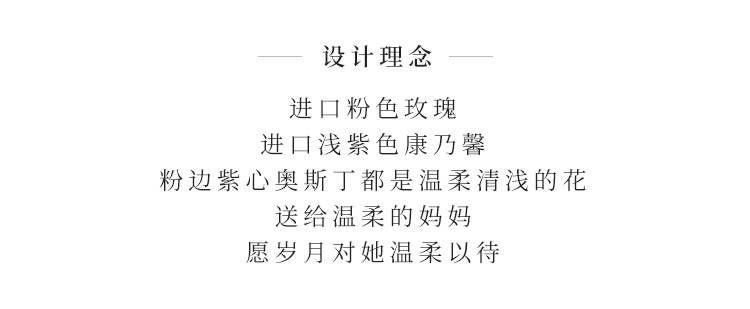 设计理念
进口粉色玫瑰
进口浅紫色康乃馨
粉边紫心奥斯丁都是温柔清浅的花
送给温柔的妈妈
愿岁月对她温柔以待